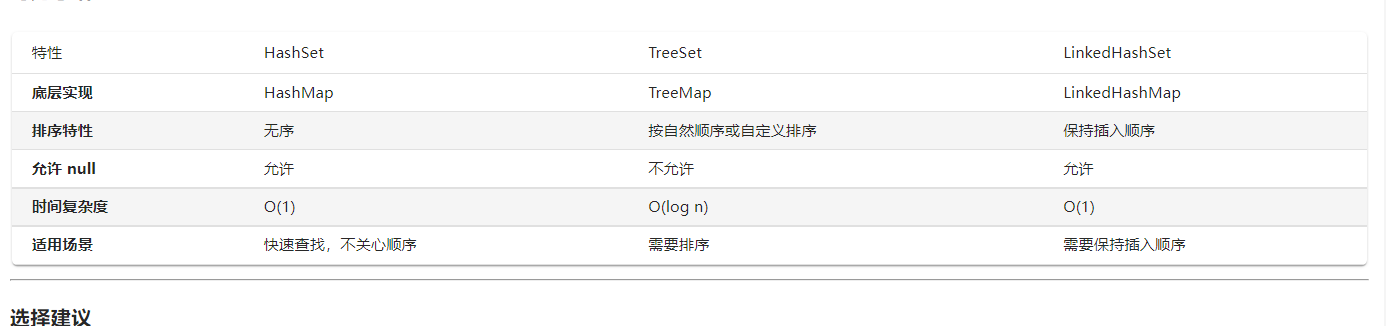 特性 HashSet TreeSet LinkedHashSet
底层实现 HashMap TreeMap LinkedHashMap
排序特性 无序 按自然顺序或自定义排序 保持插入顺序
允许 null 允许 不允许 允许
时间复杂度 O(1) O(log n) O(1)
适用场景 快速查找，不关心顺序 需要排序 需要保持插入顺序
选择建议